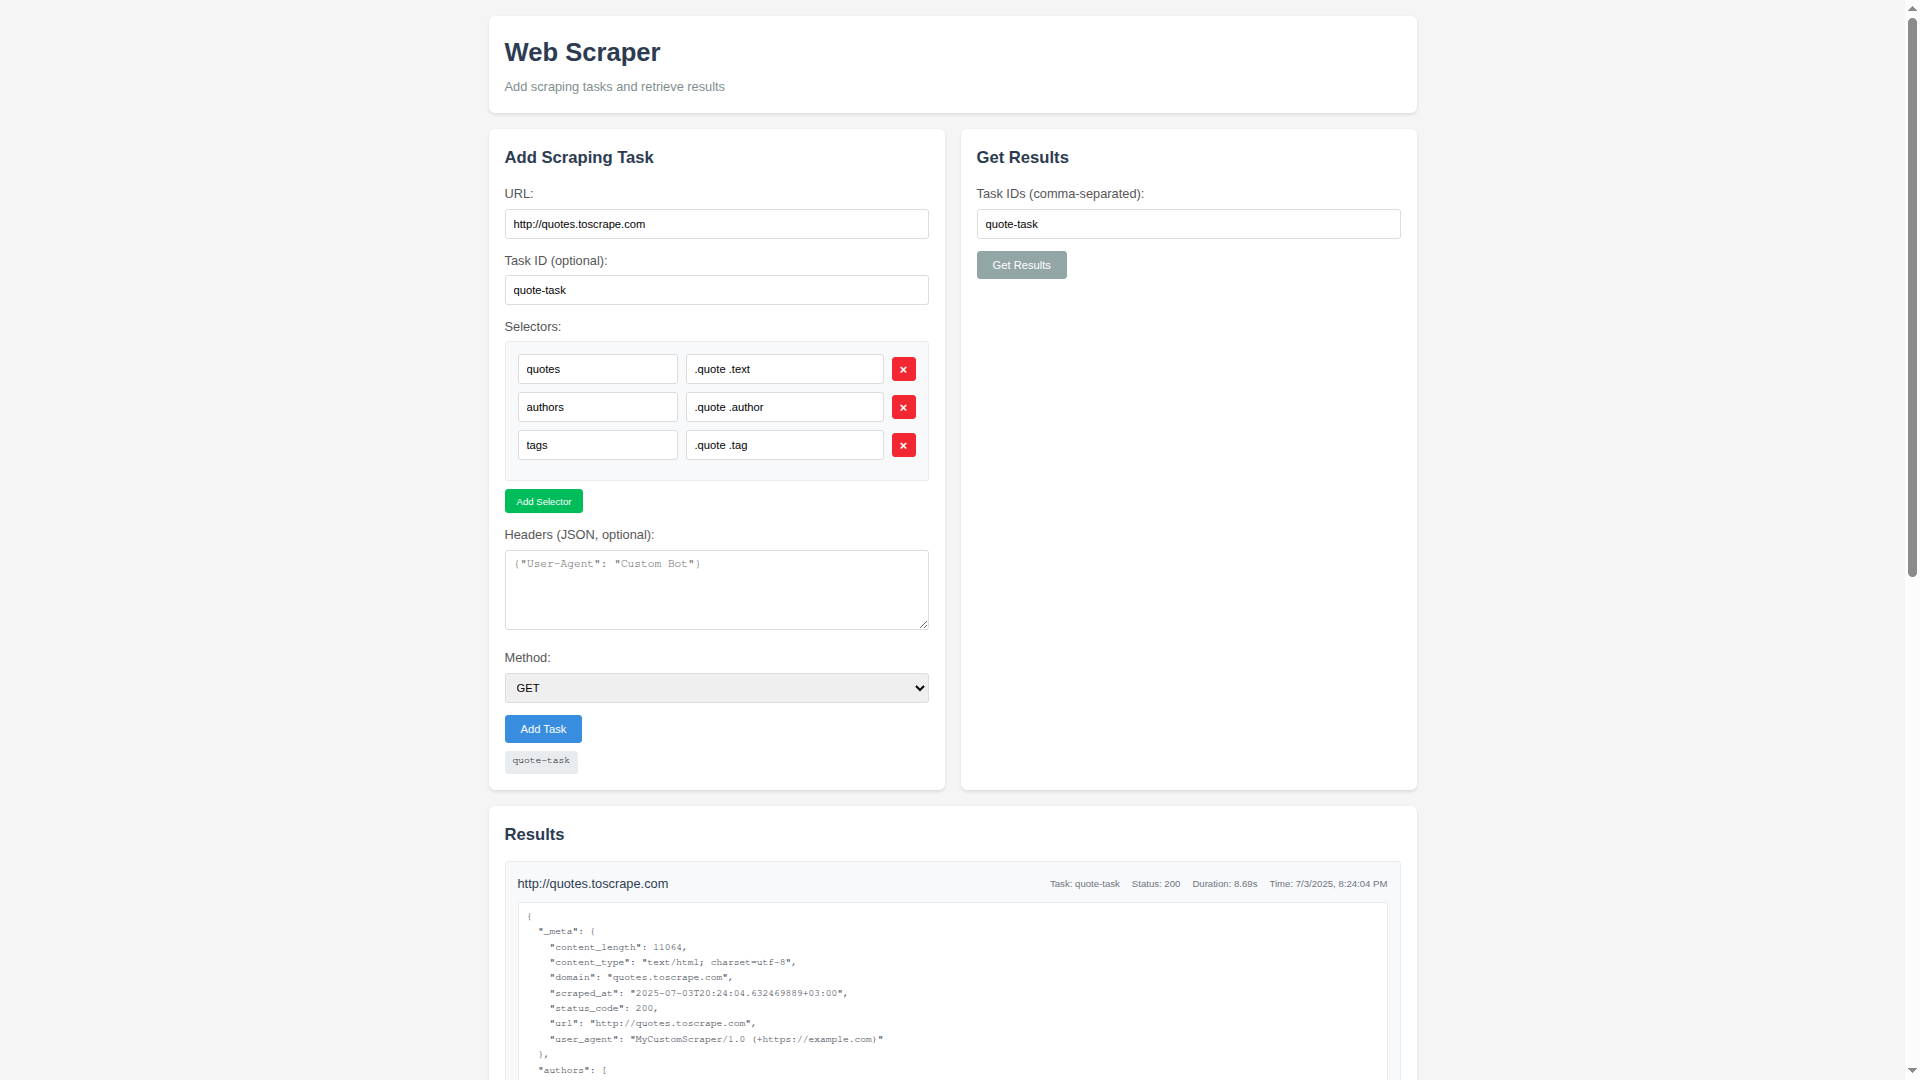 Web Scraper
Add scraping tasks and retrieve results
Add Scraping Task
URL:
http://quotes.toscrape.com
Task ID (optional):
quote-task
Selectors:
quotes .quote .text ×
authors .quote .author ×
tags .quote .tag ×
Add Selector
Headers (JSON, optional):
{"User-Agent": "Custom Bot"}
Method:
GET
Add Task
quote-task
Get Results
Task IDs (comma-separated):
quote-task
Get Results
Results
http://quotes.toscrape.com Task: quote-task Status: 200 Duration: 8.69s Time: 7/3/2025, 8:24:04 PM
{
"_meta": {
"content_length": 11064,
"content_type": "text/html; charset=utf-8",
"domain": "quotes.toscrape.com",
"scraped_at": "2025-07-03T20:24:04.632469889+03:00",
"status_code": 200,
"url": "http://quotes.toscrape.com",
"user_agent": "MyCustomScraper/1.0 (+https://example.com)"
},
"authors": [